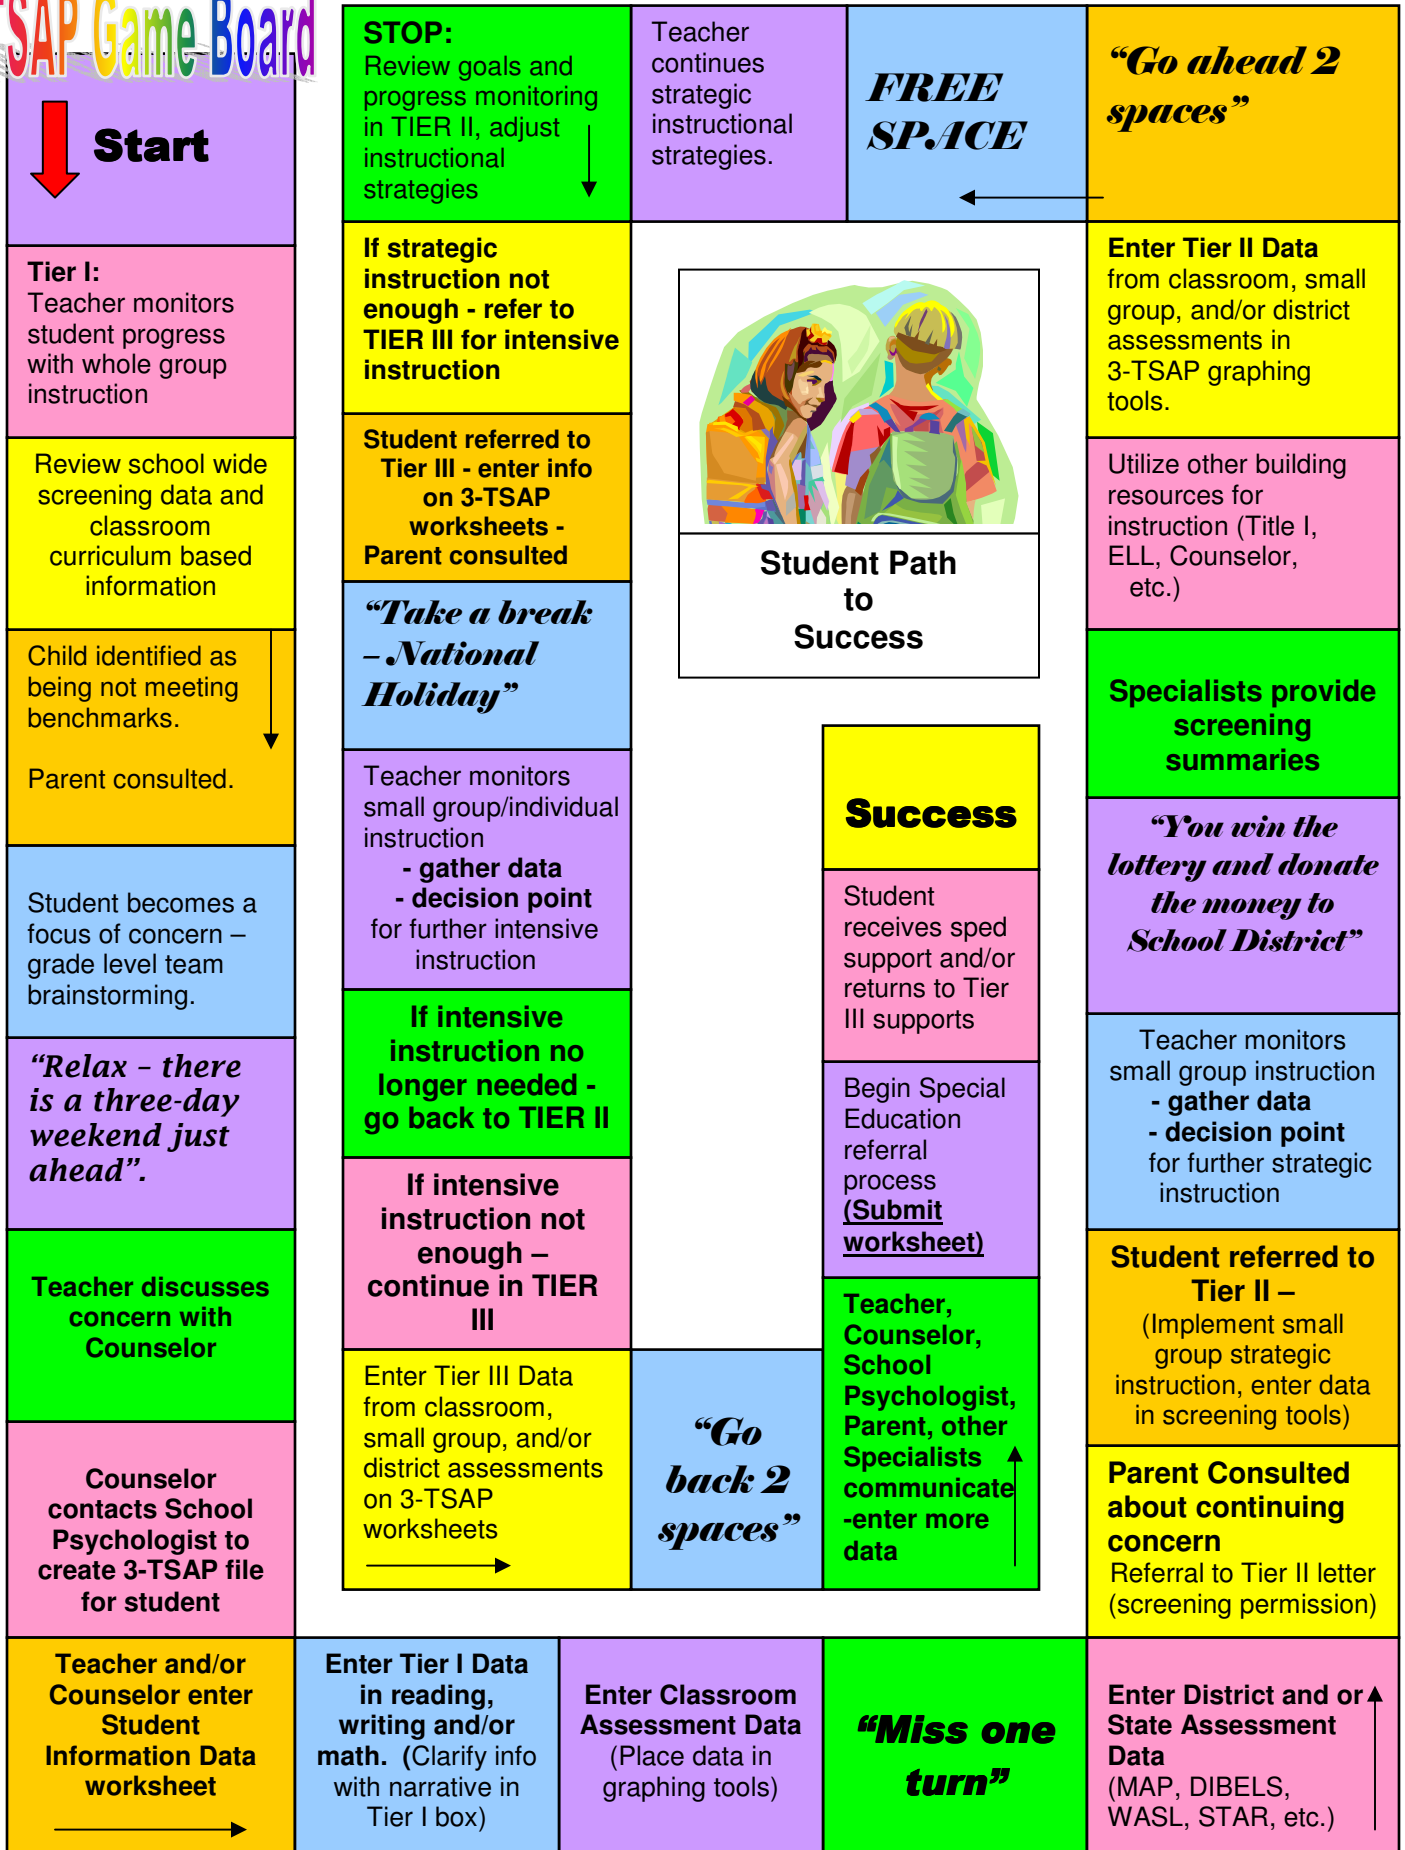 TSAP Game Board
Start
Tier I:
Teacher monitors
student progress
with whole group
instruction
Review school wide
screening data and
classroom
curriculum based
information
Child identified as
being not meeting
benchmarks.
Parent consulted.
Student becomes a
focus of concern –
grade level team
brainstorming.
“Relax – there
is a three-day
weekend just
ahead”.
Teacher discusses
concern with
Counselor
Counselor
contacts School
Psychologist to
create 3-TSAP file
for student
Teacher and/or
Counselor enter
Student
Information Data
worksheet
Enter Tier I Data
in reading,
writing and/or
math. (Clarify info
with narrative in
Tier I box)
Enter Classroom
Assessment Data
(Place data in
graphing tools)
“Miss one
turn”
Enter District and or
State Assessment
Data
(MAP, DIBELS,
WASL, STAR, etc.)
Parent Consulted
about continuing
concern
Referral to Tier II letter
(screening permission)
Student referred to
Tier II –
(Implement small
group strategic
instruction, enter data
in screening tools)
Teacher monitors
small group instruction
- gather data
- decision point
for further strategic
instruction
“You win the
lottery and donate
the money to
School District”
Specialists provide
screening
summaries
Utilize other building
resources for
instruction (Title I,
ELL, Counselor,
etc.)
Enter Tier II Data
from classroom, small
group, and/or district
assessments in
3-TSAP graphing
tools.
“Go ahead 2
spaces”
FREE
SPACE
Teacher
continues
strategic
instructional
strategies.
STOP:
Review goals and
progress monitoring
in TIER II, adjust
instructional
strategies
If strategic
instruction not
enough - refer to
TIER III for intensive
instruction
Student referred to
Tier III - enter info
on 3-TSAP
worksheets -
Parent consulted
“Take a break
– National
Holiday”
Teacher monitors
small group/individual
instruction
- gather data
- decision point
for further intensive
instruction
If intensive
instruction no
longer needed -
go back to TIER II
If intensive
instruction not
enough –
continue in TIER
III
Enter Tier III Data
from classroom,
small group, and/or
district assessments
on 3-TSAP
worksheets
“Go
back 2
spaces”
Teacher,
Counselor,
School
Psychologist,
Parent, other
Specialists
communicate
-enter more
data
Begin Special
Education
referral
process
(Submit
worksheet)
Student
receives sped
support and/or
returns to Tier
III supports
Success
Student Path
to
Success